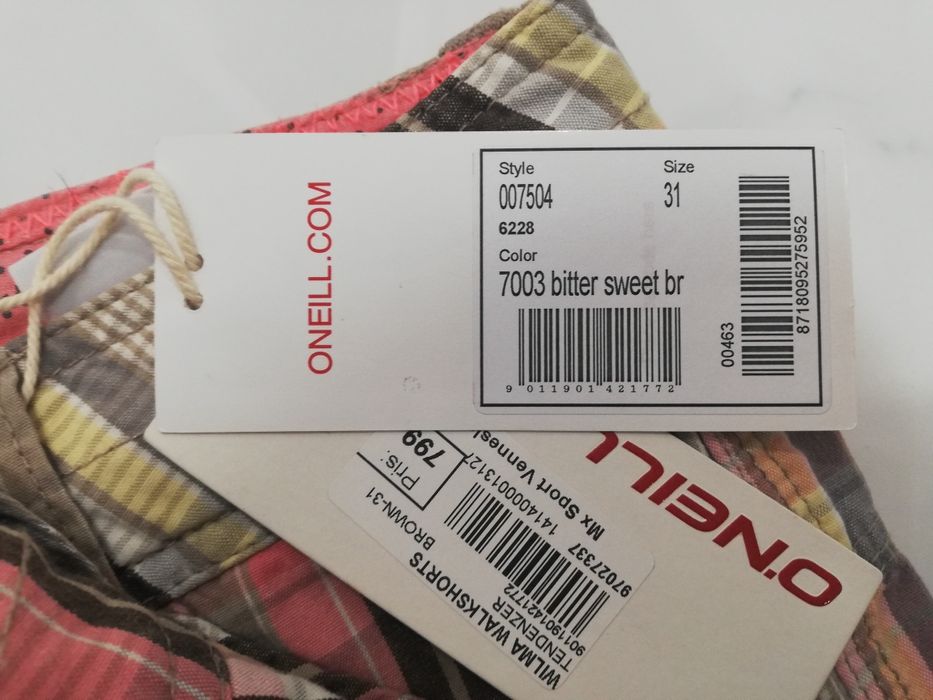 ONEILL.COM
Style
007504
6228
Size
31
Color
7003 bitter sweet br
9 011901 421772
00463
8718095275952
O'NEILL
WILMA WALKSHORTS
TENDENZER
BROWN-31
9011901421772
Pris:
799
1414000013127
97027337
Mx Sport Vennesl